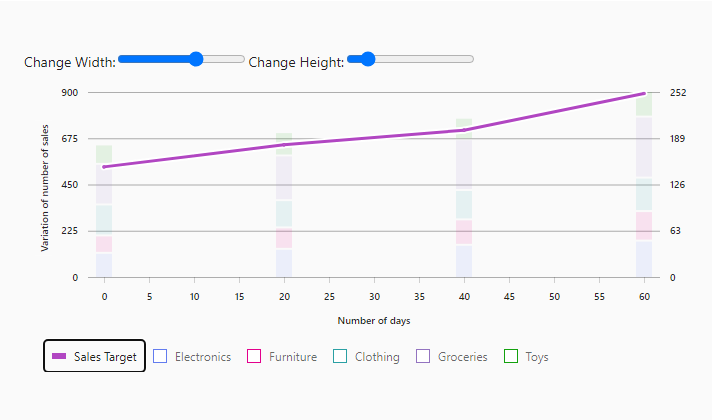 Change Width: Change Height:
900 252
675 189
450 126
225 63
0 0
Variation of number of sales
0 5 10 15 20 25 30 35 40 45 50 55 60
Number of days
Sales Target Electronics Furniture Clothing Groceries Toys